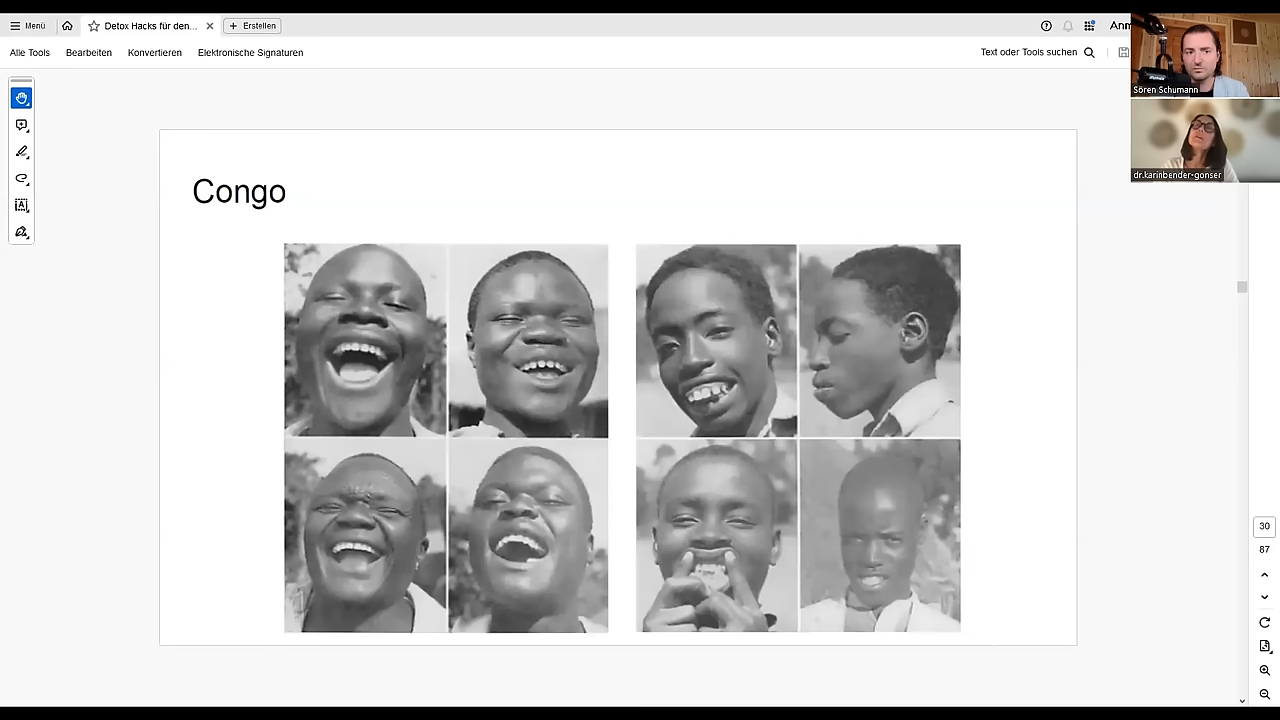 Menü
Detox Hacks für den...
Erstellen
Anm
Alle Tools
Bearbeiten
Konvertieren
Elektronische Signaturen
Text oder Tools suchen
Sören Schumann
dr.karinbender-gonser
Congo
30
87